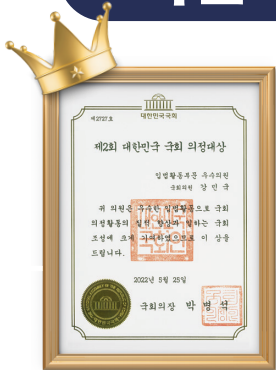 제2727호
대한민국국회
제2회 대한민국 국회 의정대상
입법활동부문 우수의원
국회의원 강민국
귀 의원은 우수한 입법활동으로 국회
의정활동의 질적 향상과 일하는 국회
조성에 크게 기여하였으므로 이 상을
드립니다.
2022년 5월 25일
국회의장 박병석